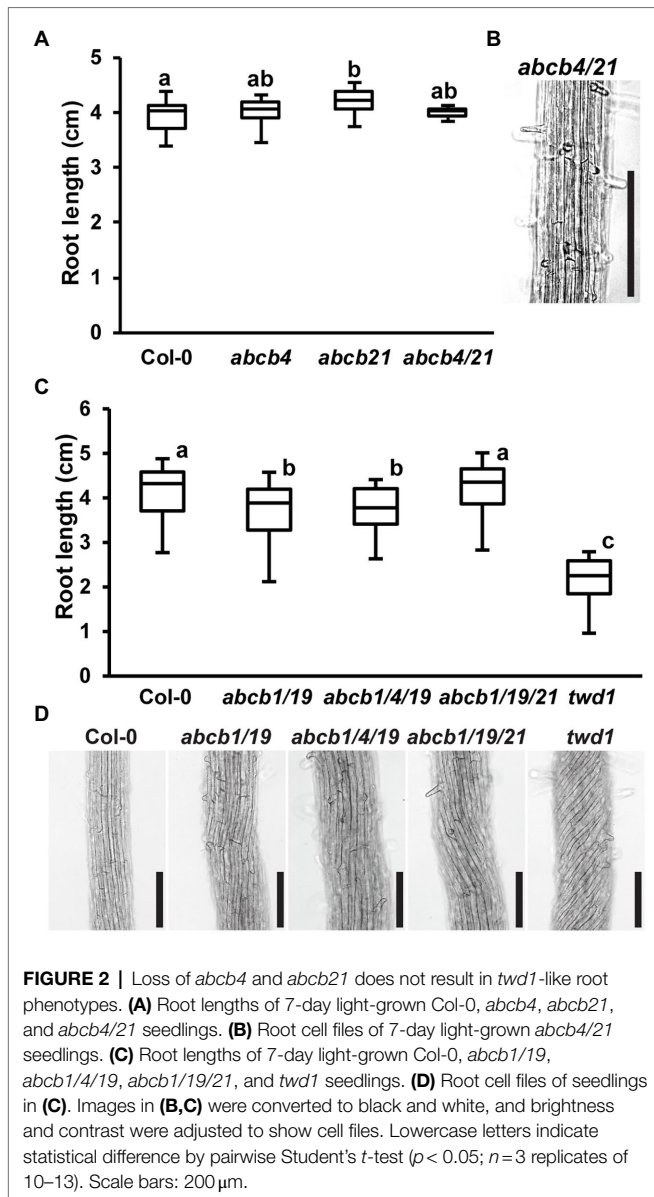 A
B
Root length (cm)
5
4
3
2
1
0
a
ab
b
ab
Col-0 abcb4 abcb21 abcb4/21
abcb4/21
C
Root length (cm)
6
5
4
3
2
1
0
a
b
b
a
c
Col-0 abcb1/19 abcb1/4/19 abcb1/19/21 twd1
D
Col-0 abcb1/19 abcb1/4/19 abcb1/19/21 twd1
FIGURE 2 | Loss of abcb4 and abcb21 does not result in twd1-like root
phenotypes. (A) Root lengths of 7-day light-grown Col-0, abcb4, abcb21,
and abcb4/21 seedlings. (B) Root cell files of 7-day light-grown abcb4/21
seedlings. (C) Root lengths of 7-day light-grown Col-0, abcb1/19,
abcb1/4/19, abcb1/19/21, and twd1 seedlings. (D) Root cell files of seedlings
in (C). Images in (B,C) were converted to black and white, and brightness
and contrast were adjusted to show cell files. Lowercase letters indicate
statistical difference by pairwise Student's t-test (p < 0.05; n = 3 replicates of
10–13). Scale bars: 200 μm.